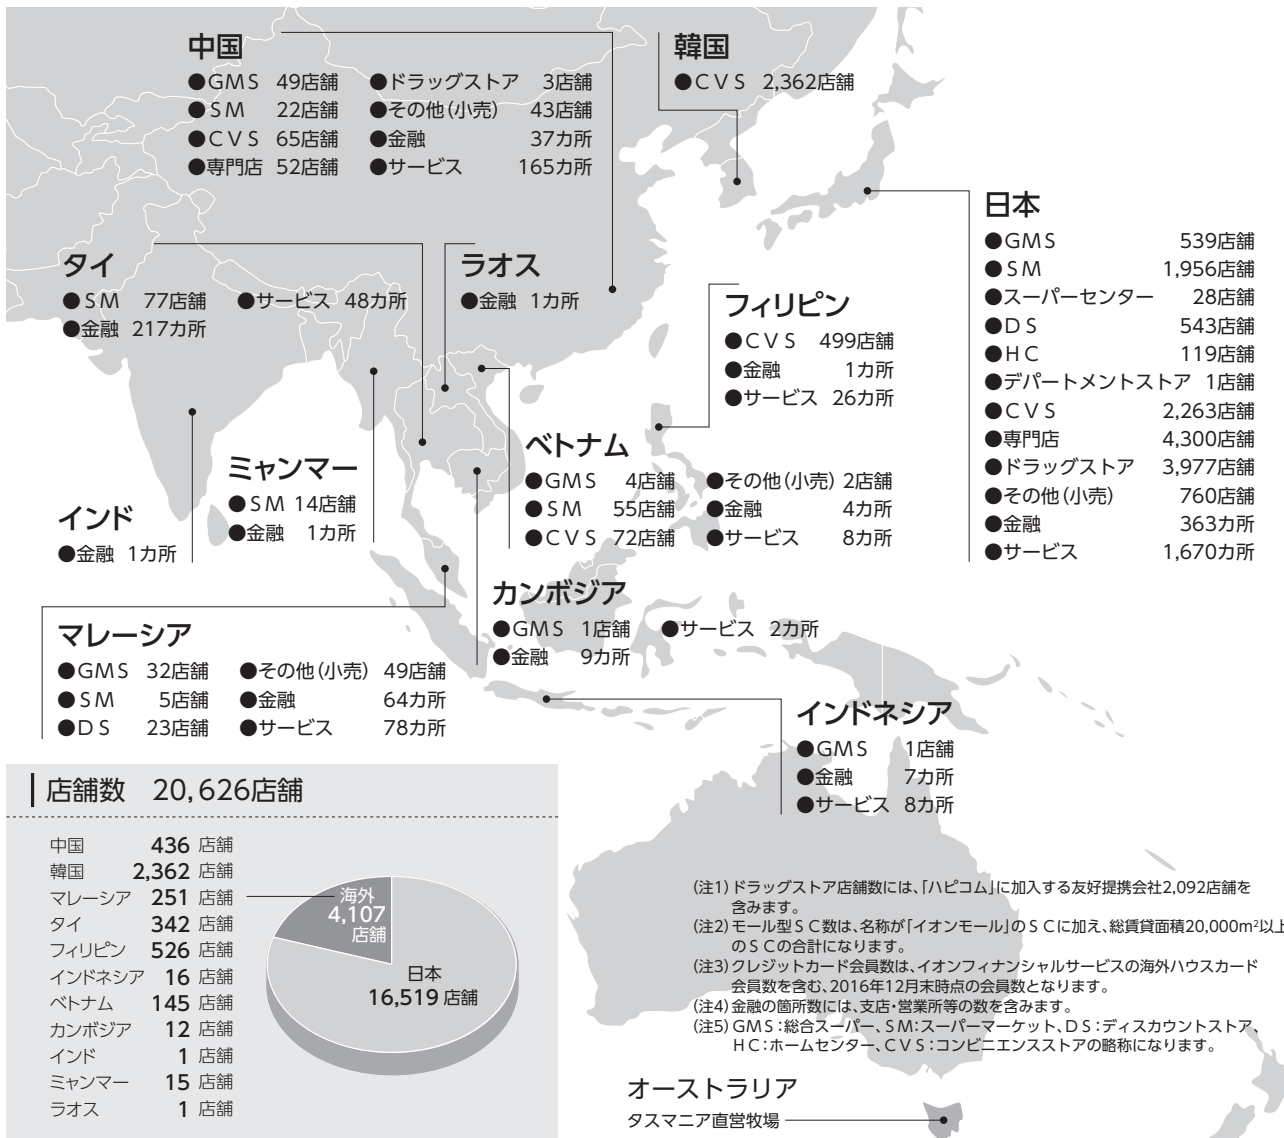 中国
●GMS 49店舗 ●ドラッグストア 3店舗
●SM 22店舗 ●その他(小売) 43店舗
●CVS 65店舗 ●金融 37カ所
●専門店 52店舗 ●サービス 165カ所
韓国
●CVS 2,362店舗
日本
●GMS 539店舗
●SM 1,956店舗
●スーパーセンター 28店舗
●DS 543店舗
●HC 119店舗
●デパートメントストア 1店舗
●CVS 2,263店舗
●専門店 4,300店舗
●ドラッグストア 3,977店舗
●その他(小売) 760店舗
●金融 363カ所
●サービス 1,670カ所
タイ
●SM 77店舗 ●サービス 48カ所
●金融 217カ所
ラオス
●金融 1カ所
フィリピン
●CVS 499店舗
●金融 1カ所
●サービス 26カ所
ベトナム
●GMS 4店舗 ●その他(小売) 2店舗
●SM 55店舗 ●金融 4カ所
●CVS 72店舗 ●サービス 8カ所
ミャンマー
●SM 14店舗
●金融 1カ所
インド
●金融 1カ所
カンボジア
●GMS 1店舗 ●サービス 2カ所
●金融 9カ所
マレーシア
●GMS 32店舗 ●その他(小売) 49店舗
●SM 5店舗 ●金融 64カ所
●DS 23店舗 ●サービス 78カ所
インドネシア
●GMS 1店舗
●金融 7カ所
●サービス 8カ所
店舗数 20,626店舗
中国 436 店舗
韓国 2,362 店舗
マレーシア 251 店舗
タイ 342 店舗
フィリピン 526 店舗
インドネシア 16 店舗
ベトナム 145 店舗
カンボジア 12 店舗
インド 1 店舗
ミャンマー 15 店舗
ラオス 1 店舗
海外
4,107
店舗
日本
16,519 店舗
(注1)ドラッグストア店舗数には、「ハピコム」に加入する友好提携会社2,092店舗を
含みます。
(注2)モール型SC数は、名称が「イオンモール」のSCに加え、総賃貸面積20,000m²以上
のSCの合計になります。
(注3)クレジットカード会員数は、イオンフィナンシャルサービスの海外ハウスカード
会員数を含む、2016年12月末時点の会員数となります。
(注4)金融の箇所数には、支店・営業所等の数を含みます。
(注5)GMS:総合スーパー、SM:スーパーマーケット、DS:ディスカウントストア、
HC:ホームセンター、CVS:コンビニエンスストアの略称になります。
オーストラリア
タスマニア直営牧場